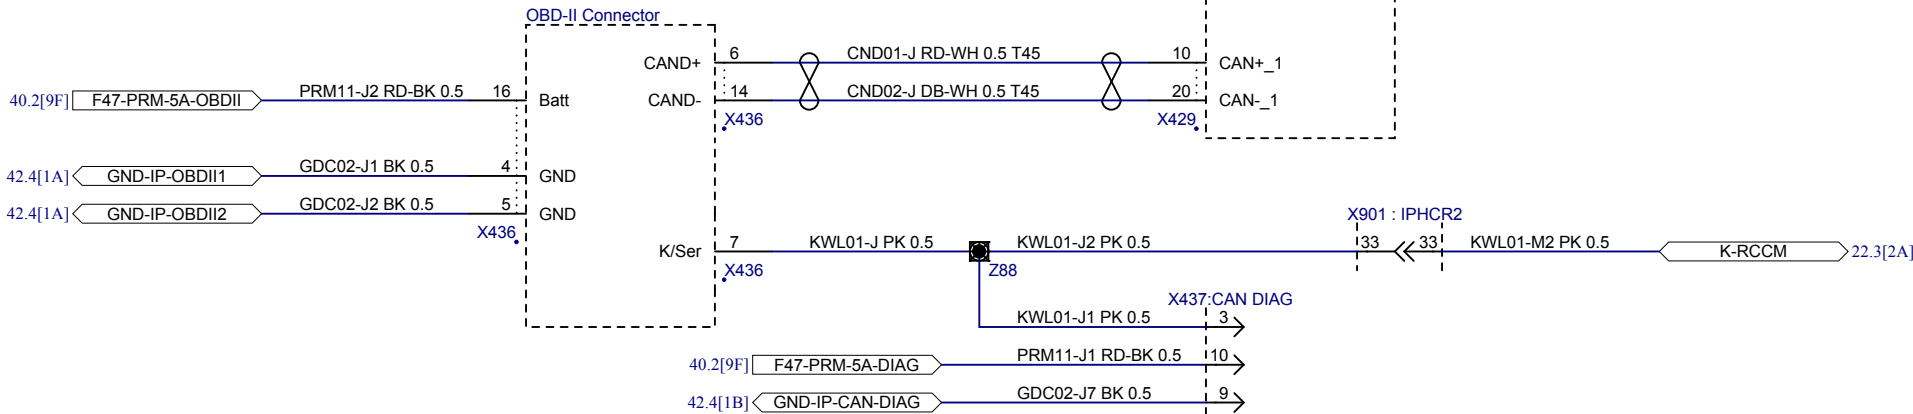 OBD-II Connector
CAND+ 6 CND01-J RD-WH 0.5 T45 10 CAN+_1
40.2[9F] F47-PRM-5A-OBDII PRM11-J2 RD-BK 0.5 16 Batt CAND- 14 CND02-J DB-WH 0.5 T45 20 CAN-_1
X436 X429
42.4[1A] GND-IP-OBDII1 GDC02-J1 BK 0.5 4 GND
42.4[1A] GND-IP-OBDII2 GDC02-J2 BK 0.5 5 GND X901 : IPHCR2
X436
K/Ser 7 KWL01-J PK 0.5 KWL01-J2 PK 0.5 33 33 KWL01-M2 PK 0.5 K-RCCM 22.3[2A]
X436 Z88
X437:CAN DIAG
KWL01-J1 PK 0.5 3
40.2[9F] F47-PRM-5A-DIAG PRM11-J1 RD-BK 0.5 10
42.4[1B] GND-IP-CAN-DIAG GDC02-J7 BK 0.5 9